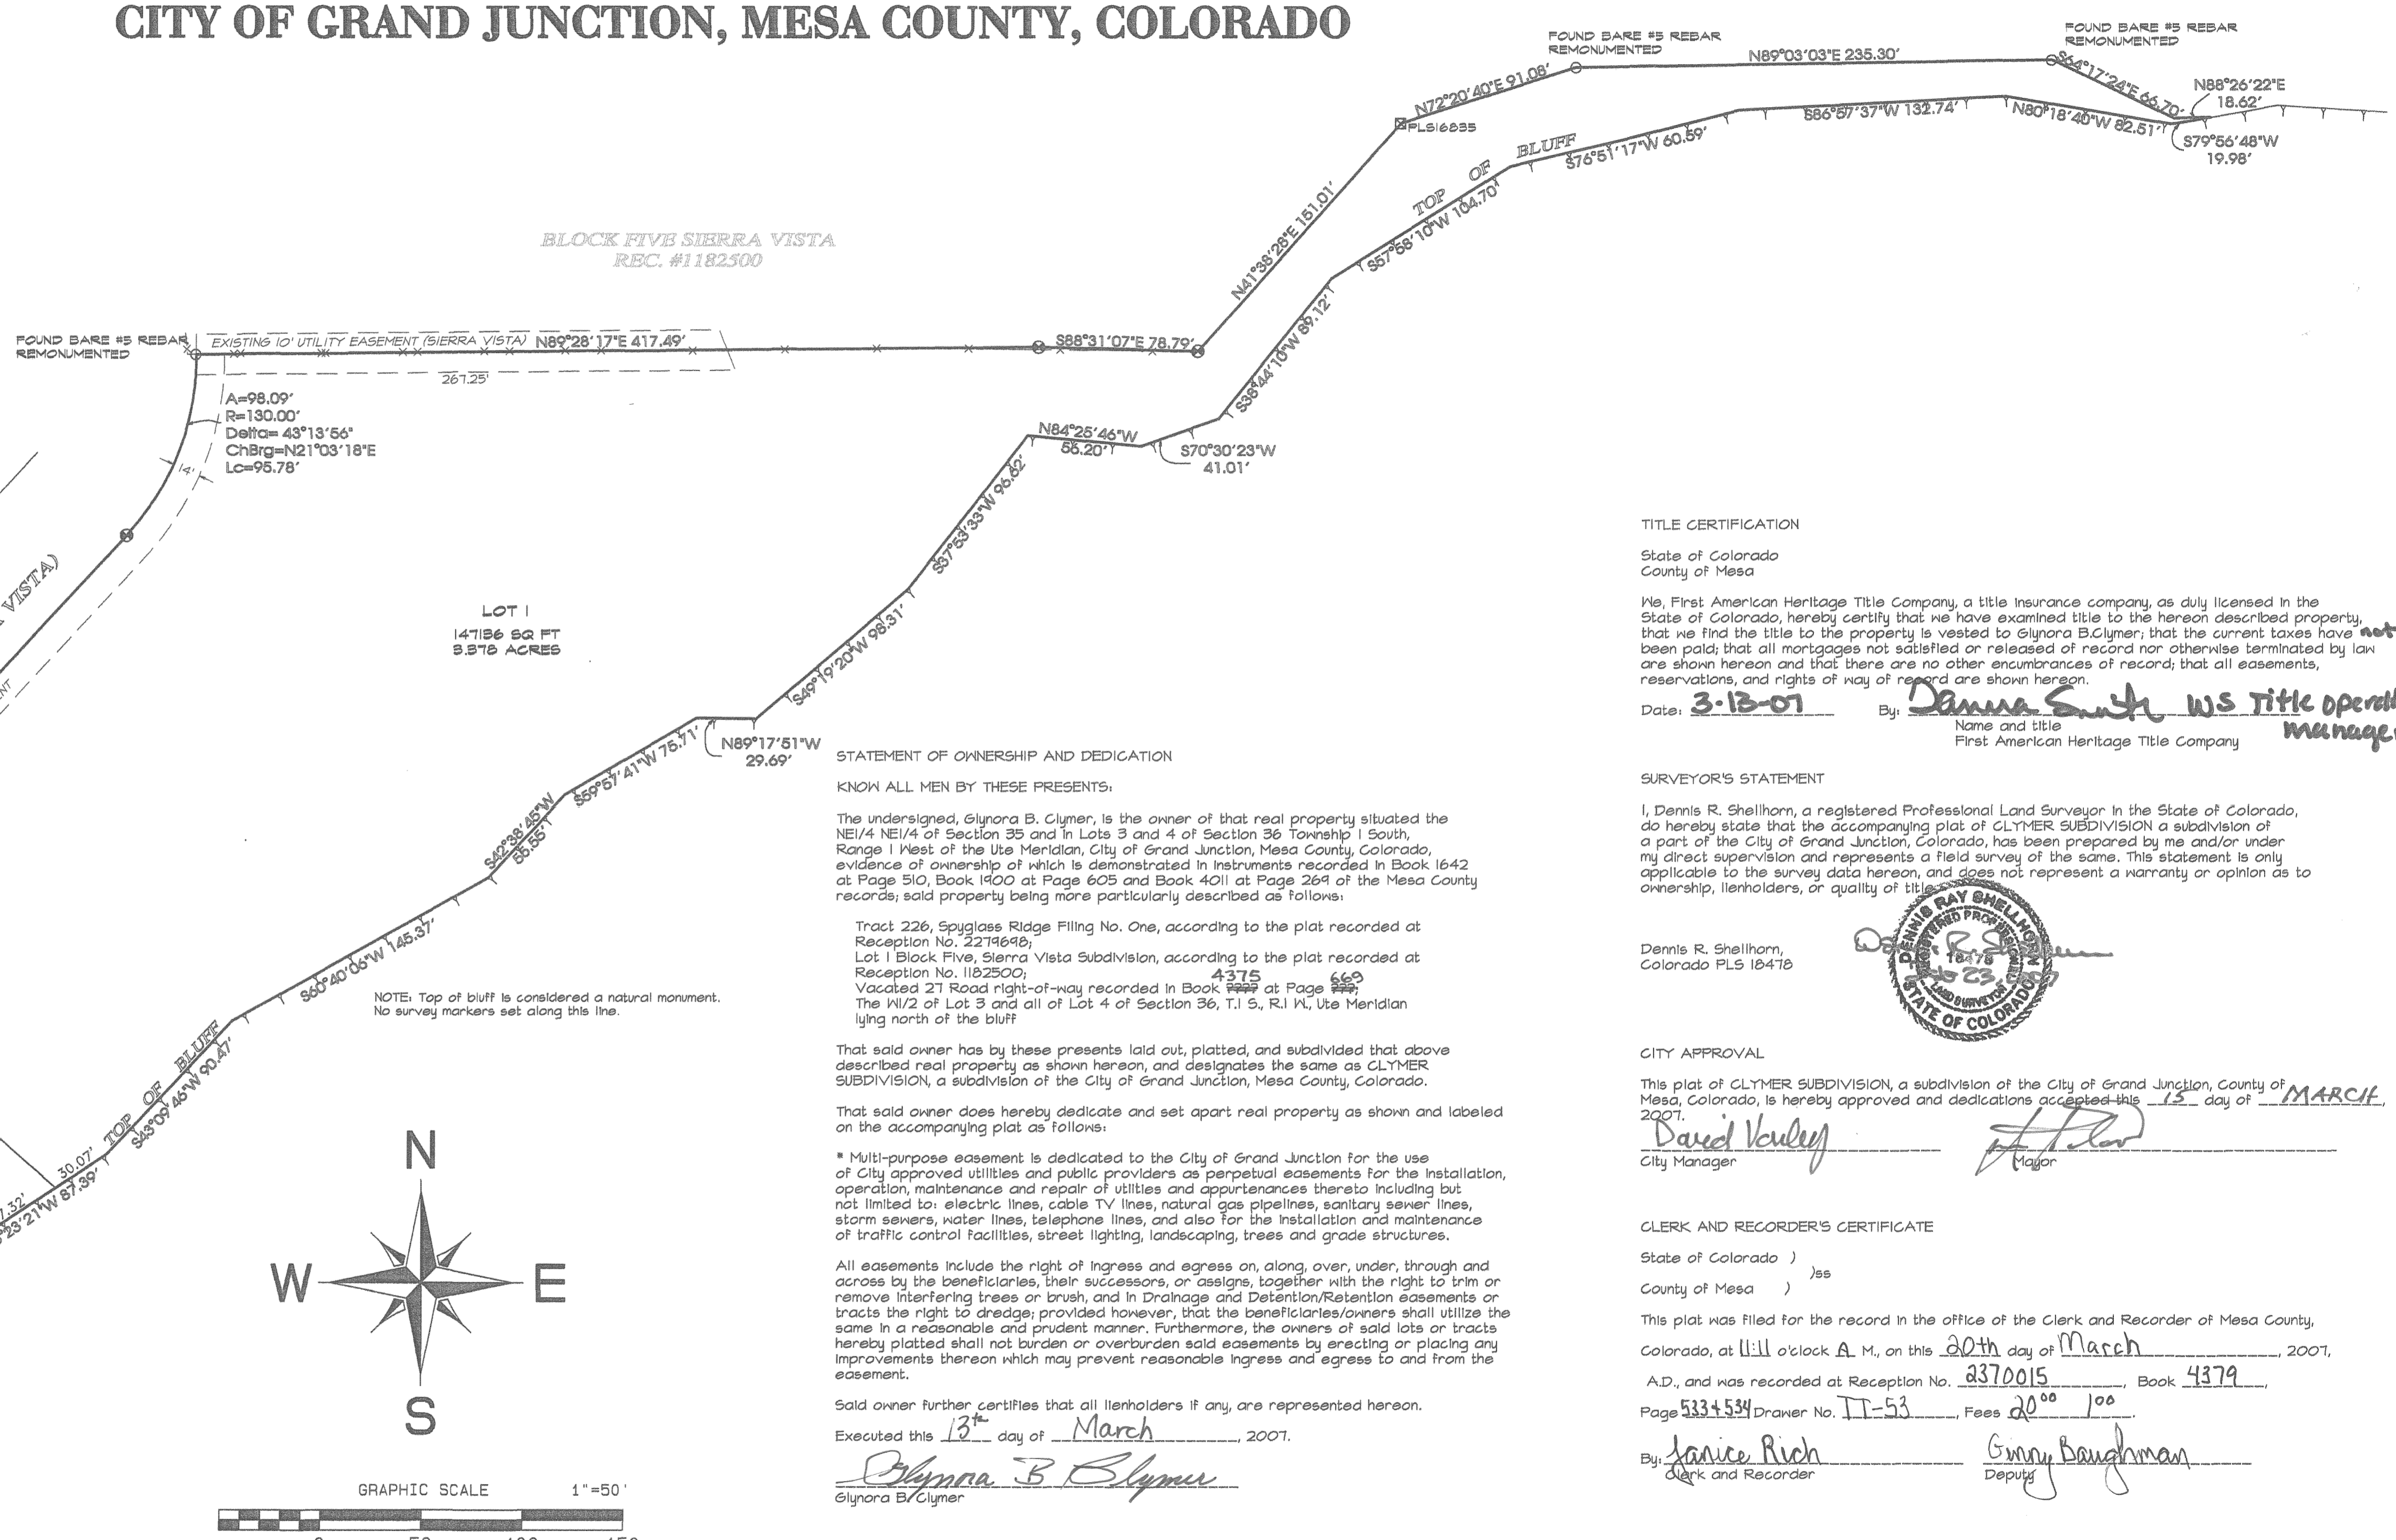 CITY OF GRAND JUNCTION, MESA COUNTY, COLORADO
FOUND BARE #5 REBAR
REMONUMENTED
N89°03'03"E 235.30'
FOUND BARE #5 REBAR
REMONUMENTED
S64°17'24"E 66.70'
N88°26'22"E
18.62'
N72°20'40"E 91.08'
PLS16835
S86°57'37"W 132.74'
N80°18'40"W 82.51'
S79°56'48"W
19.98'
TOP OF BLUFF
S76°51'17"W 60.59'
S57°58'10"W 104.70'
N41°38'28"E 151.01'
BLOCK FIVE SIERRA VISTA
REC. #1182500
FOUND BARE #5 REBAR
REMONUMENTED
EXISTING 10' UTILITY EASEMENT (SIERRA VISTA) N89°28'17"E 417.49'
S88°31'07"E 78.79'
267.25'
S38°44'10"W 89.12'
A=98.09'
R=130.00'
Delta= 43°13'56"
ChBrg=N21°03'18"E
Lc=95.78'
14'
N84°25'46"W
56.20'
S70°30'23"W
41.01'
S37°53'33"W 96.62'
VISTA)
LOT 1
147136 SQ FT
3.378 ACRES
S49°19'20"W 98.31'
N89°17'51"W
29.69'
S59°57'41"W 75.71'
S42°38'45"W
55.55'
S60°40'06"W 145.37'
NOTE: Top of bluff is considered a natural monument.
No survey markers set along this line.
TOP OF BLUFF
S43°09'46"W 90.47'
30.07'
23'21"W 87.39'
N
W E
S
GRAPHIC SCALE 1"=50'
STATEMENT OF OWNERSHIP AND DEDICATION
KNOW ALL MEN BY THESE PRESENTS:
The undersigned, Glynora B. Clymer, is the owner of that real property situated the
NE1/4 NE1/4 of Section 35 and in Lots 3 and 4 of Section 36 Township 1 South,
Range 1 West of the Ute Meridian, City of Grand Junction, Mesa County, Colorado,
evidence of ownership of which is demonstrated in instruments recorded in Book 1642
at Page 510, Book 1900 at Page 605 and Book 4011 at Page 269 of the Mesa County
records; said property being more particularly described as follows:
Tract 226, Spyglass Ridge Filing No. One, according to the plat recorded at
Reception No. 2279698;
Lot 1 Block Five, Sierra Vista Subdivision, according to the plat recorded at
Reception No. 1182500;
4375 669
Vacated 27 Road right-of-way recorded in Book ???? at Page ???;
The W1/2 of Lot 3 and all of Lot 4 of Section 36, T.1 S., R.1 W., Ute Meridian
lying north of the bluff
That said owner has by these presents laid out, platted, and subdivided that above
described real property as shown hereon, and designates the same as CLYMER
SUBDIVISION, a subdivision of the City of Grand Junction, Mesa County, Colorado.
That said owner does hereby dedicate and set apart real property as shown and labeled
on the accompanying plat as follows:
* Multi-purpose easement is dedicated to the City of Grand Junction for the use
of City approved utilities and public providers as perpetual easements for the installation,
operation, maintenance and repair of utlities and appurtenances thereto including but
not limited to: electric lines, cable TV lines, natural gas pipelines, sanitary sewer lines,
storm sewers, water lines, telephone lines, and also for the installation and maintenance
of traffic control facilities, street lighting, landscaping, trees and grade structures.
All easements include the right of ingress and egress on, along, over, under, through and
across by the beneficiaries, their successors, or assigns, together with the right to trim or
remove interfering trees or brush, and in Drainage and Detention/Retention easements or
tracts the right to dredge; provided however, that the beneficiaries/owners shall utilize the
same in a reasonable and prudent manner. Furthermore, the owners of said lots or tracts
hereby platted shall not burden or overburden said easements by erecting or placing any
improvements thereon which may prevent reasonable ingress and egress to and from the
easement.
Said owner further certifies that all lienholders if any, are represented hereon.
Executed this 13th day of March, 2007.
Glynora B Clymer
Glynora B. Clymer
TITLE CERTIFICATION
State of Colorado
County of Mesa
We, First American Heritage Title Company, a title insurance company, as duly licensed in the
State of Colorado, hereby certify that we have examined title to the hereon described property,
that we find the title to the property is vested to Glynora B.Clymer; that the current taxes have not
been paid; that all mortgages not satisfied or released of record nor otherwise terminated by law
are shown hereon and that there are no other encumbrances of record; that all easements,
reservations, and rights of way of record are shown hereon.
Date: 3-13-07 By: Danna Smith WS Title operati
manager
Name and title
First American Heritage Title Company
SURVEYOR'S STATEMENT
I, Dennis R. Shellhorn, a registered Professional Land Surveyor in the State of Colorado,
do hereby state that the accompanying plat of CLYMER SUBDIVISION a subdivision of
a part of the City of Grand Junction, Colorado, has been prepared by me and/or under
my direct supervision and represents a field survey of the same. This statement is only
applicable to the survey data hereon, and does not represent a warranty or opinion as to
ownership, lienholders, or quality of title.
DENNIS RAY SHELLHORN
18478
LAND SURVEYOR
STATE OF COLORADO
Dennis R. Shellhorn,
Colorado PLS 18478
CITY APPROVAL
This plat of CLYMER SUBDIVISION, a subdivision of the City of Grand Junction, County of
Mesa, Colorado, is hereby approved and dedications accepted this 15 day of MARCH,
2007.
David Varley
City Manager Mayor
CLERK AND RECORDER'S CERTIFICATE
State of Colorado )
)ss
County of Mesa )
This plat was filed for the record in the office of the Clerk and Recorder of Mesa County,
Colorado, at 11:11 o'clock A M., on this 20th day of March, 2007,
A.D., and was recorded at Reception No. 2370015, Book 4379,
Page 533+534 Drawer No. TT-53, Fees 20⁰⁰ 1⁰⁰.
By: Janice Rich Ginny Baughman
Clerk and Recorder Deputy